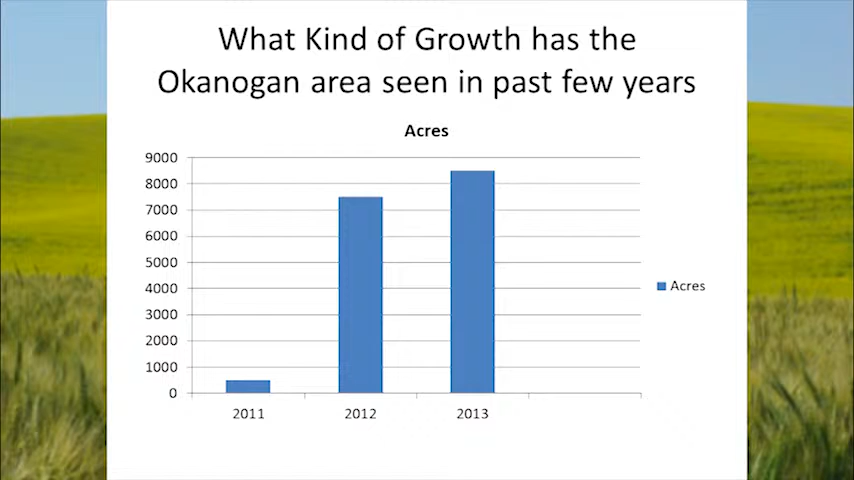 What Kind of Growth has the
Okanogan area seen in past few years
Acres
9000
8000
7000
6000
5000
4000
3000
2000
1000
0
Acres
2011 2012 2013